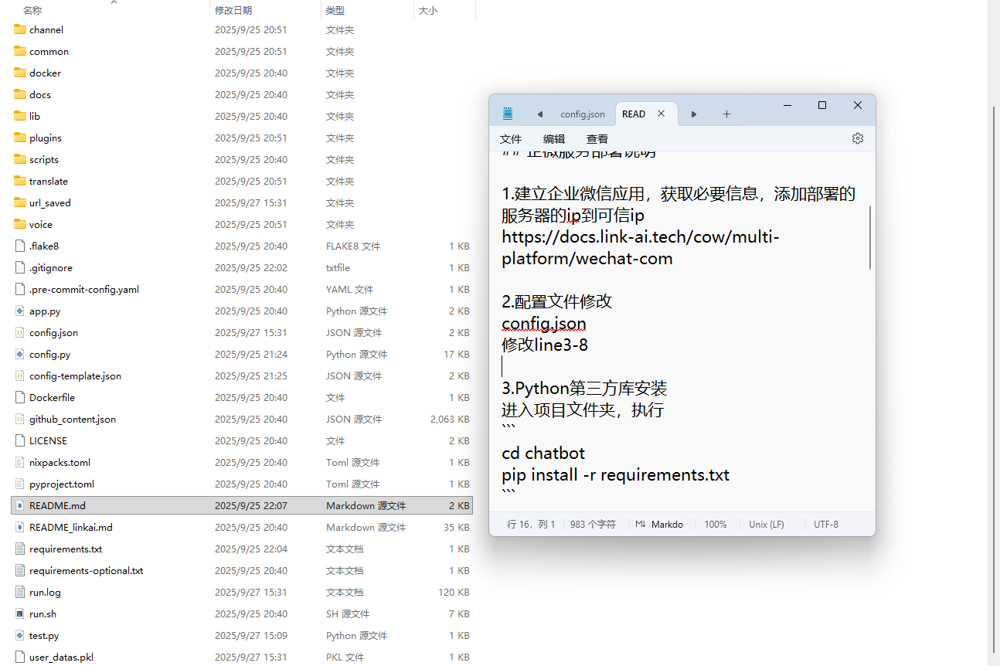 名称 修改日期 类型 大小
channel 2025/9/25 20:51 文件夹
common 2025/9/25 20:51 文件夹
docker 2025/9/25 20:40 文件夹
docs 2025/9/25 20:40 文件夹
lib 2025/9/25 20:40 文件夹
plugins 2025/9/25 20:51 文件夹
scripts 2025/9/25 20:40 文件夹
translate 2025/9/25 20:51 文件夹
url_saved 2025/9/27 15:31 文件夹
voice 2025/9/25 20:51 文件夹
.flake8 2025/9/25 20:40 FLAKE8 文件 1 KB
.gitignore 2025/9/25 22:02 txtfile 1 KB
.pre-commit-config.yaml 2025/9/25 20:40 YAML 文件 1 KB
app.py 2025/9/25 20:40 Python 源文件 2 KB
config.json 2025/9/27 15:31 JSON 源文件 2 KB
config.py 2025/9/25 21:24 Python 源文件 17 KB
config-template.json 2025/9/25 21:25 JSON 源文件 2 KB
Dockerfile 2025/9/25 20:40 文件 1 KB
github_content.json 2025/9/25 20:40 JSON 源文件 2,063 KB
LICENSE 2025/9/25 20:40 文件 2 KB
nixpacks.toml 2025/9/25 20:40 Toml 源文件 1 KB
pyproject.toml 2025/9/25 20:40 Toml 源文件 1 KB
README.md 2025/9/25 22:07 Markdown 源文件 2 KB
README_linkai.md 2025/9/25 20:40 Markdown 源文件 35 KB
requirements.txt 2025/9/25 22:04 文本文档 1 KB
requirements-optional.txt 2025/9/25 20:40 文本文档 1 KB
run.log 2025/9/27 15:31 文本文档 120 KB
run.sh 2025/9/25 20:40 SH 源文件 7 KB
test.py 2025/9/27 15:09 Python 源文件 1 KB
user_datas.pkl 2025/9/27 15:31 PKL 文件 1 KB
config.json READ
文件 编辑 查看
## 企微服务部署说明
1.建立企业微信应用，获取必要信息，添加部署的
服务器的ip到可信ip
https://docs.link-ai.tech/cow/multi-
platform/wechat-com
2.配置文件修改
config.json
修改line3-8
3.Python第三方库安装
进入项目文件夹，执行
```
cd chatbot
pip install -r requirements.txt
```
行 16，列 1 983 个字符 M↓ Markdo 100% Unix (LF) UTF-8